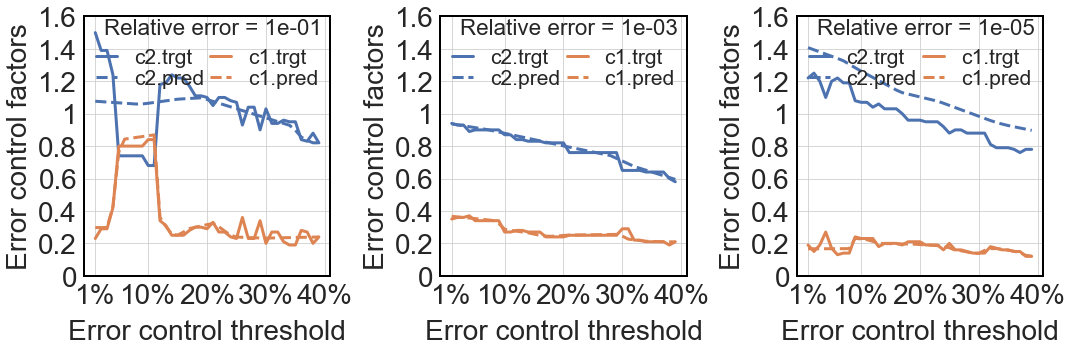 Error control factors
1.6
1.4
1.2
1
0.8
0.6
0.4
0.2
0
Relative error = 1e-01
c2.trgt c1.trgt
c2.pred c1.pred
1% 10% 20% 30% 40%
Error control threshold
Error control factors
1.6
1.4
1.2
1
0.8
0.6
0.4
0.2
0
Relative error = 1e-03
c2.trgt c1.trgt
c2.pred c1.pred
1% 10% 20% 30% 40%
Error control threshold
Error control factors
1.6
1.4
1.2
1
0.8
0.6
0.4
0.2
0
Relative error = 1e-05
c2.trgt c1.trgt
c2.pred c1.pred
1% 10% 20% 30% 40%
Error control threshold